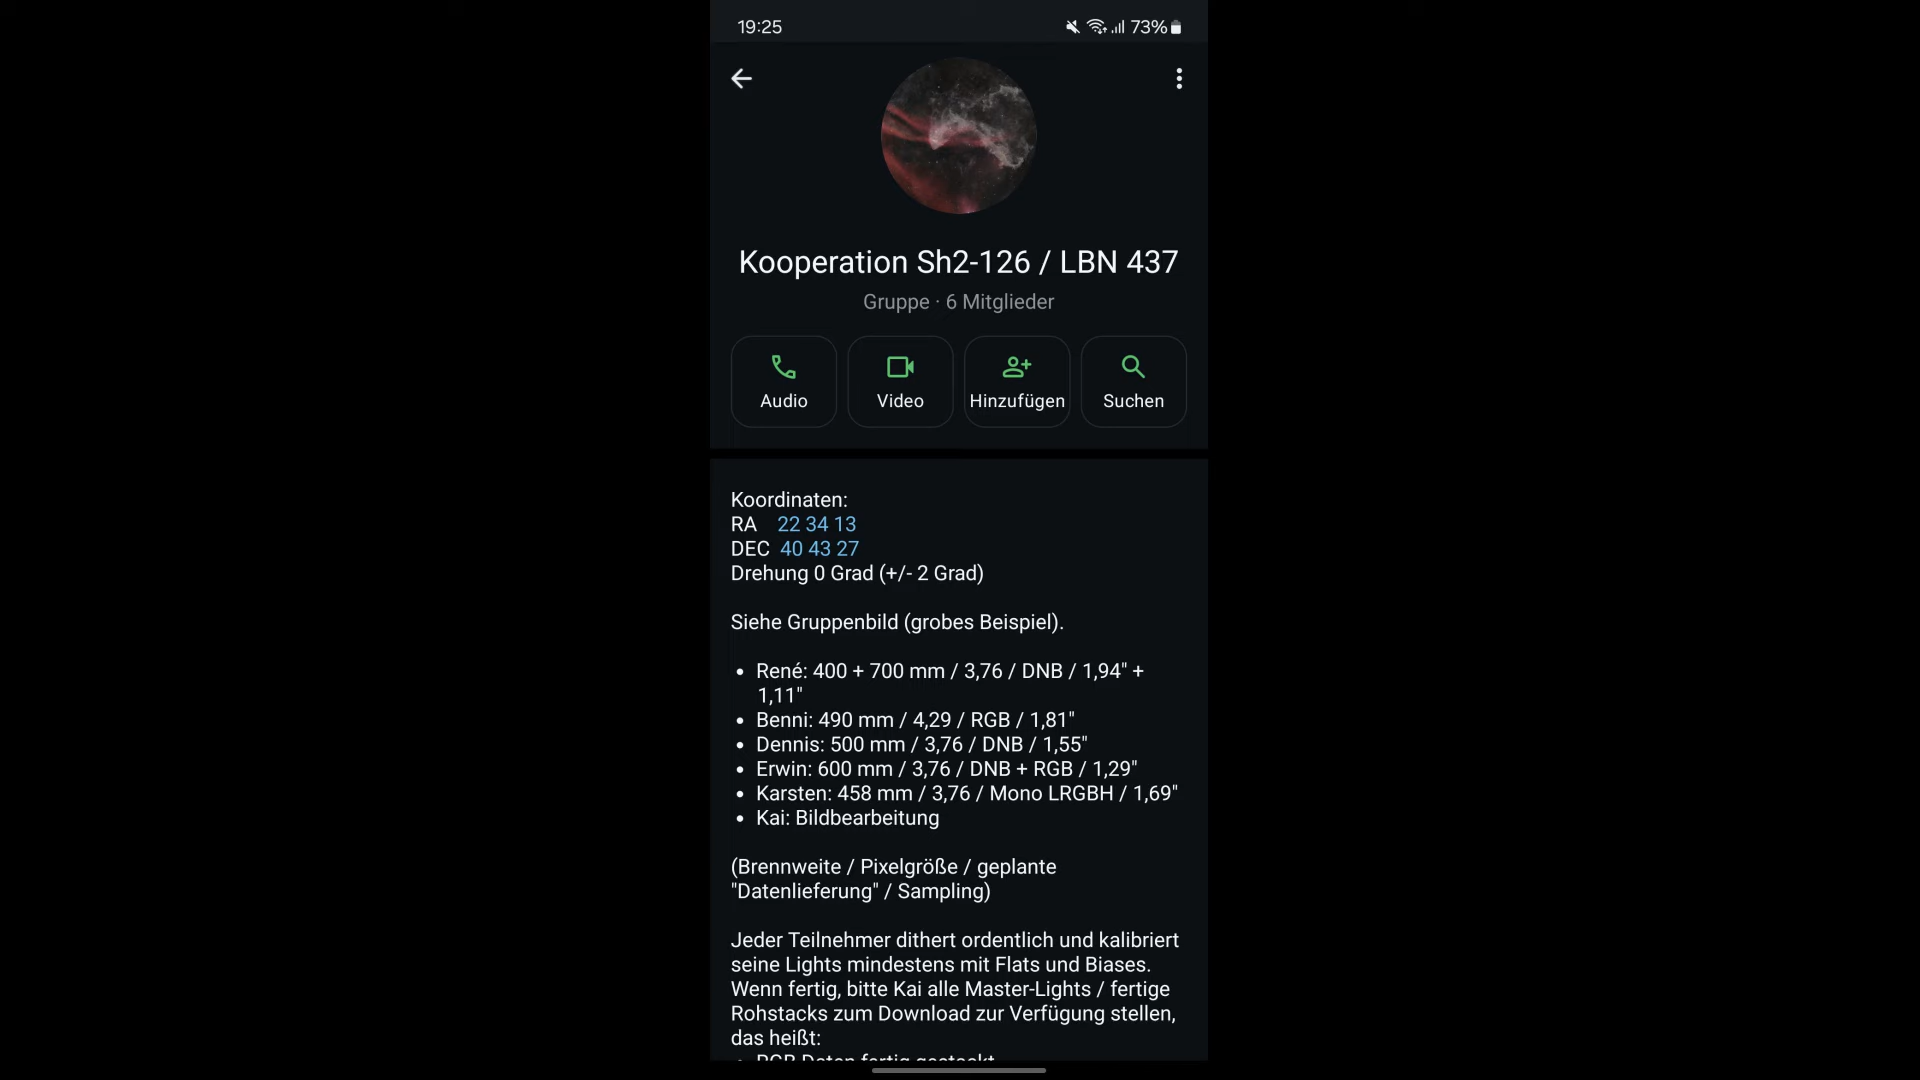 19:25
73%
Kooperation Sh2-126 / LBN 437
Gruppe · 6 Mitglieder
Audio
Video
Hinzufügen
Suchen
Koordinaten:
RA 22 34 13
DEC 40 43 27
Drehung 0 Grad (+/- 2 Grad)
Siehe Gruppenbild (grobes Beispiel).
• René: 400 + 700 mm / 3,76 / DNB / 1,94" +
1,11"
• Benni: 490 mm / 4,29 / RGB / 1,81"
• Dennis: 500 mm / 3,76 / DNB / 1,55"
• Erwin: 600 mm / 3,76 / DNB + RGB / 1,29"
• Karsten: 458 mm / 3,76 / Mono LRGBH / 1,69"
• Kai: Bildbearbeitung
(Brennweite / Pixelgröße / geplante
"Datenlieferung" / Sampling)
Jeder Teilnehmer dithert ordentlich und kalibriert
seine Lights mindestens mit Flats und Biases.
Wenn fertig, bitte Kai alle Master-Lights / fertige
Rohstacks zum Download zur Verfügung stellen,
das heißt:
• RGB Daten fertig gestackt